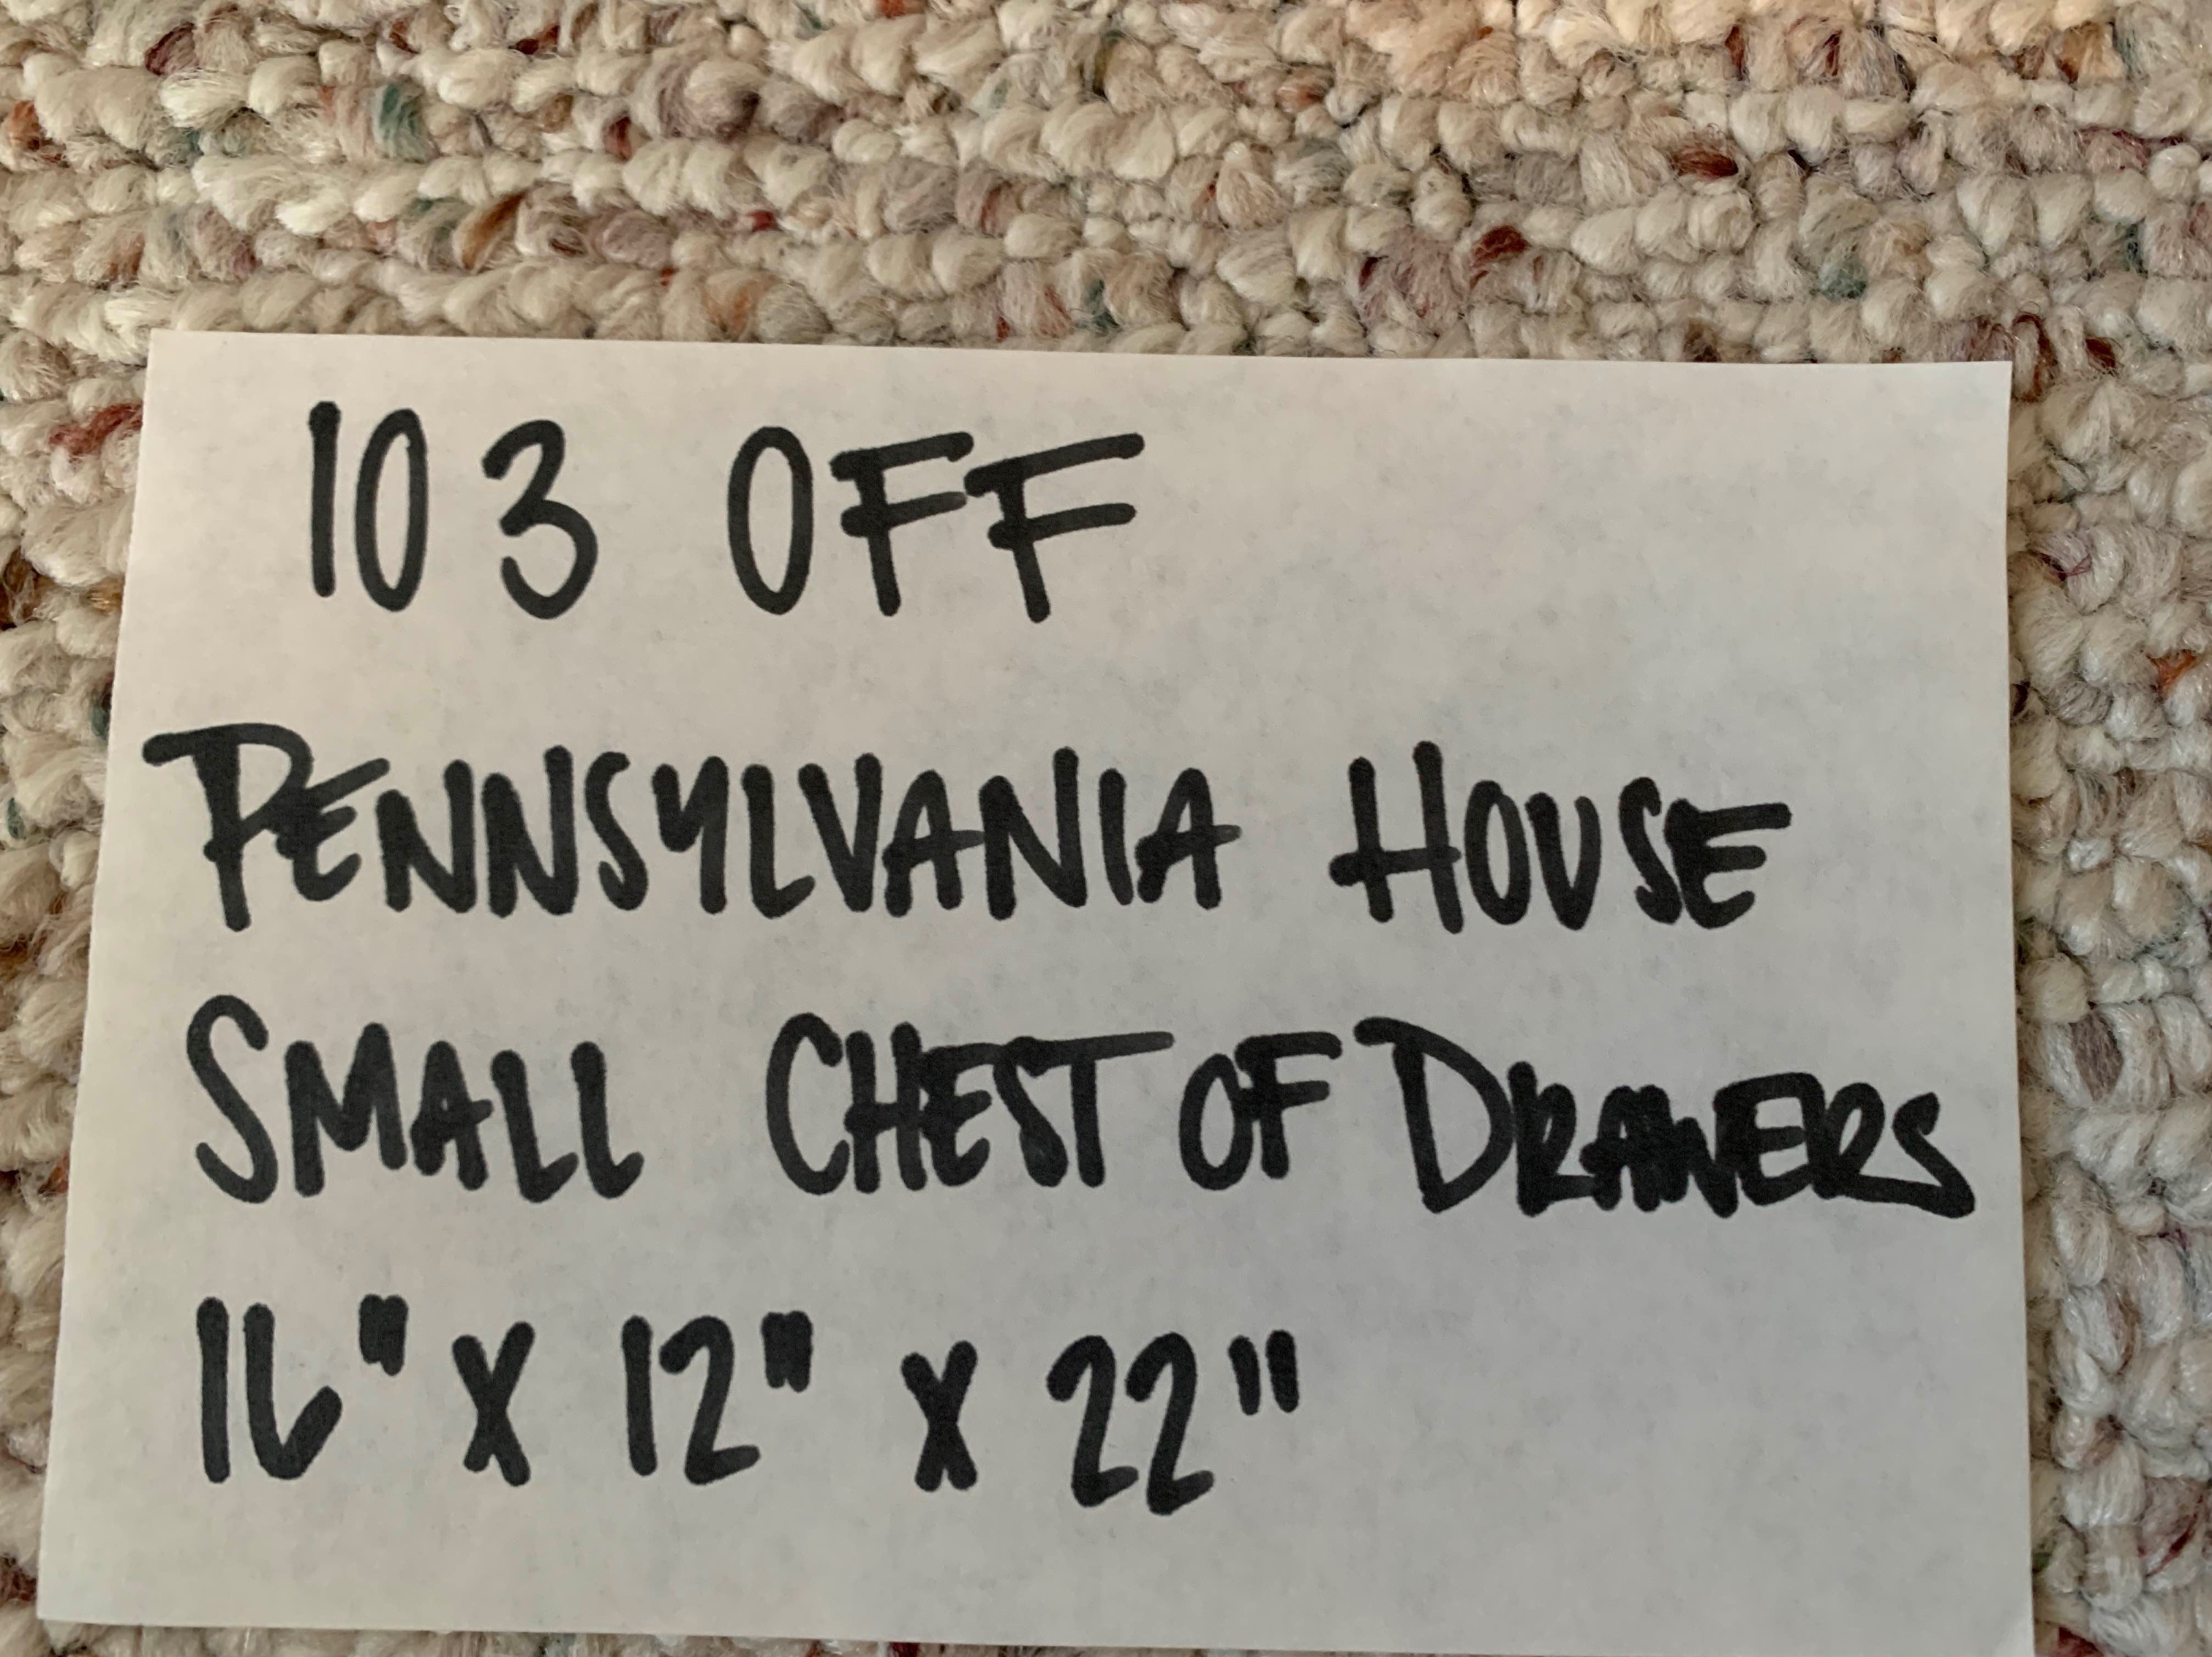 103 OFF
PENNSYLVANIA HOUSE
SMALL CHEST OF DRAWERS
16" X 12" X 22"